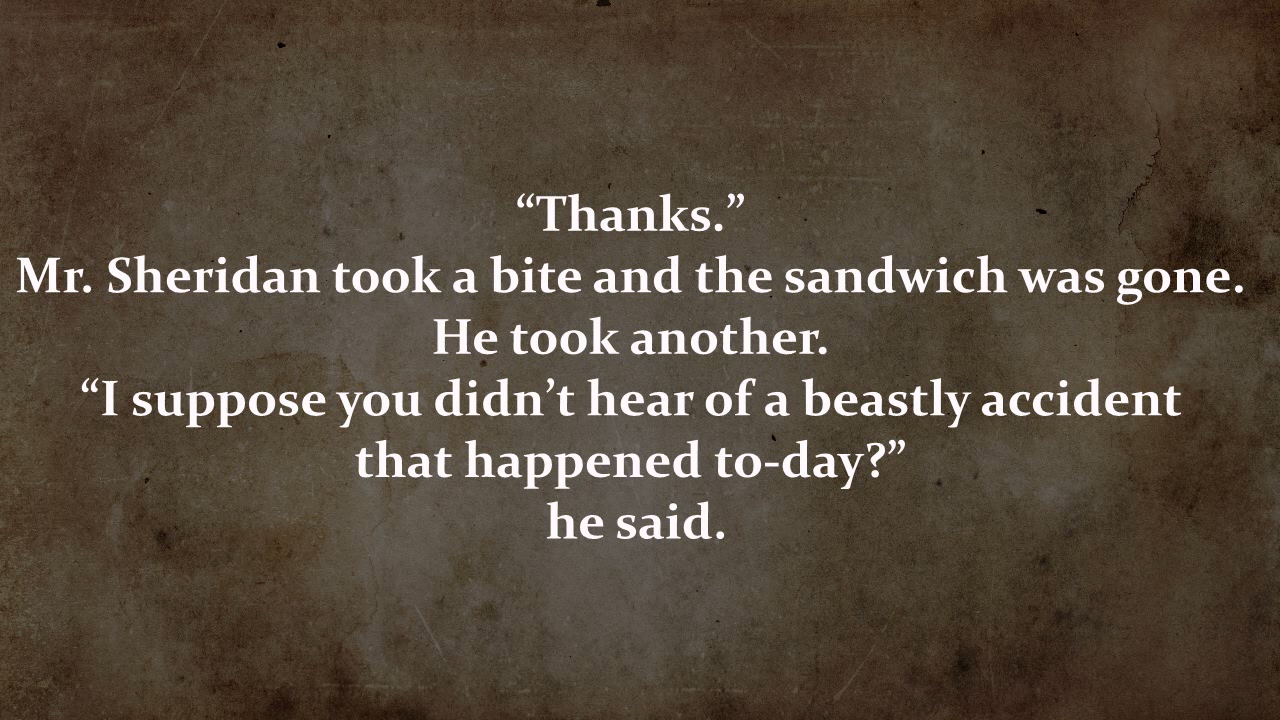 “Thanks.”
Mr. Sheridan took a bite and the sandwich was gone.
He took another.
“I suppose you didn’t hear of a beastly accident
that happened to-day?”
he said.